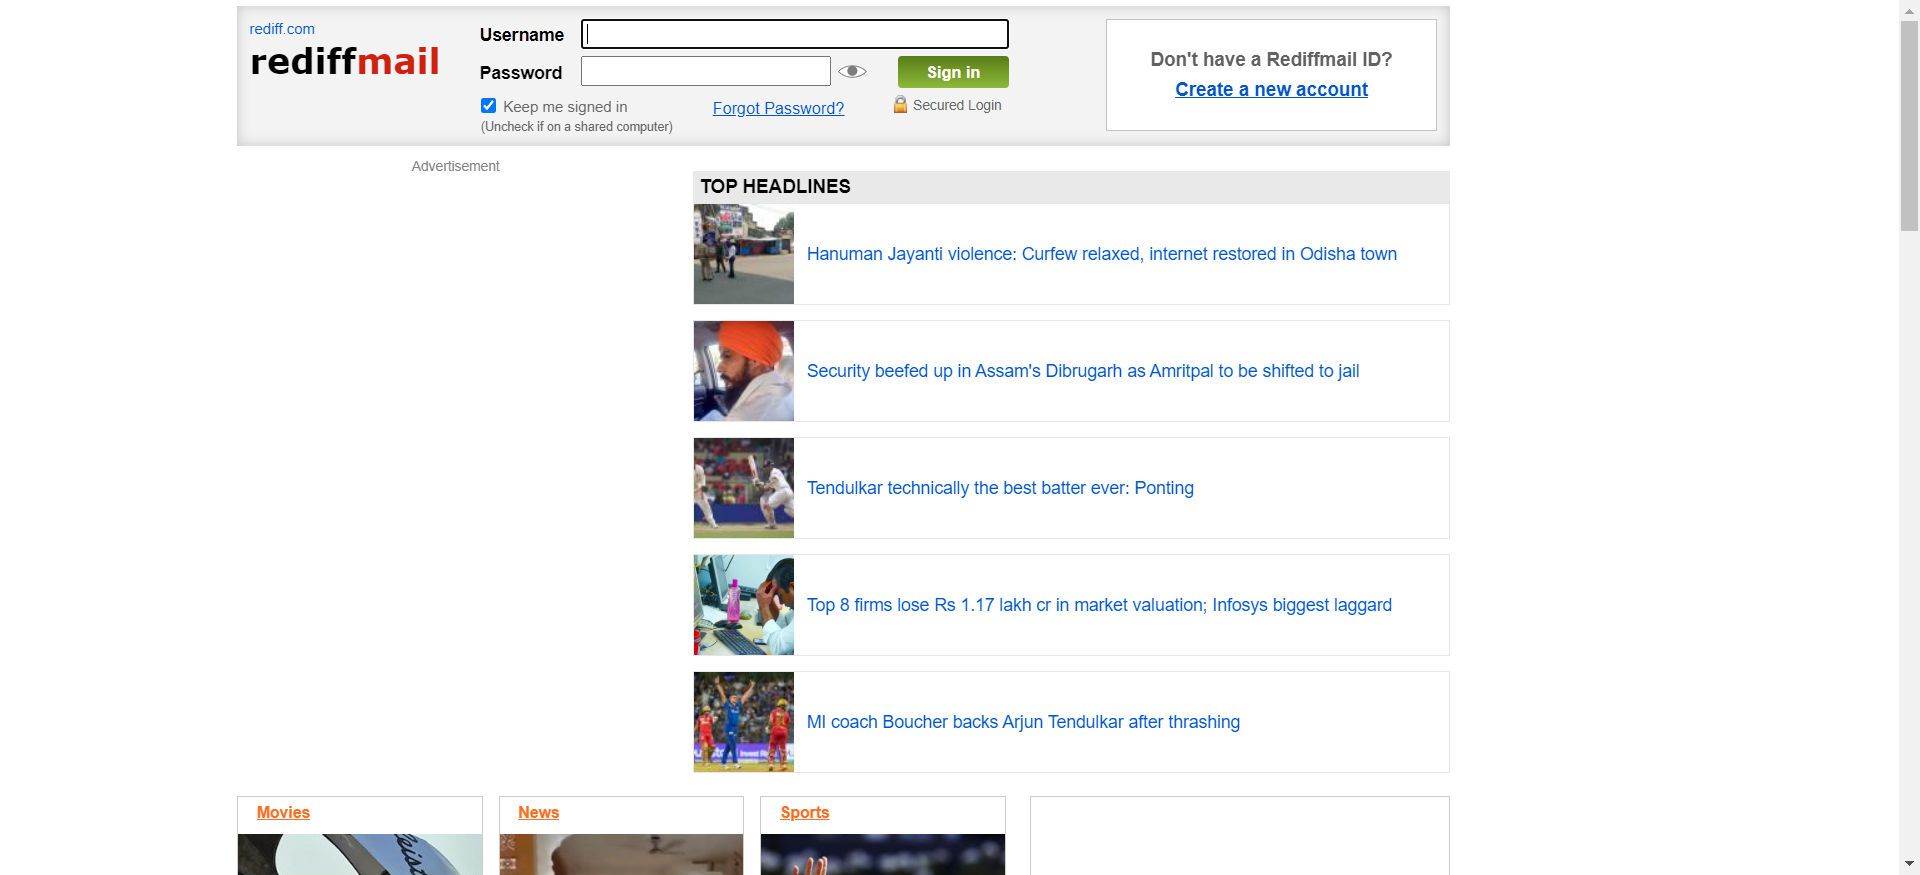 rediff.com
rediffmail
Username
Password
Sign in
Keep me signed in
(Uncheck if on a shared computer)
Forgot Password?
Secured Login
Don't have a Rediffmail ID?
Create a new account
Advertisement
TOP HEADLINES
Hanuman Jayanti violence: Curfew relaxed, internet restored in Odisha town
Security beefed up in Assam's Dibrugarh as Amritpal to be shifted to jail
Tendulkar technically the best batter ever: Ponting
Top 8 firms lose Rs 1.17 lakh cr in market valuation; Infosys biggest laggard
MI coach Boucher backs Arjun Tendulkar after thrashing
Movies
News
Sports